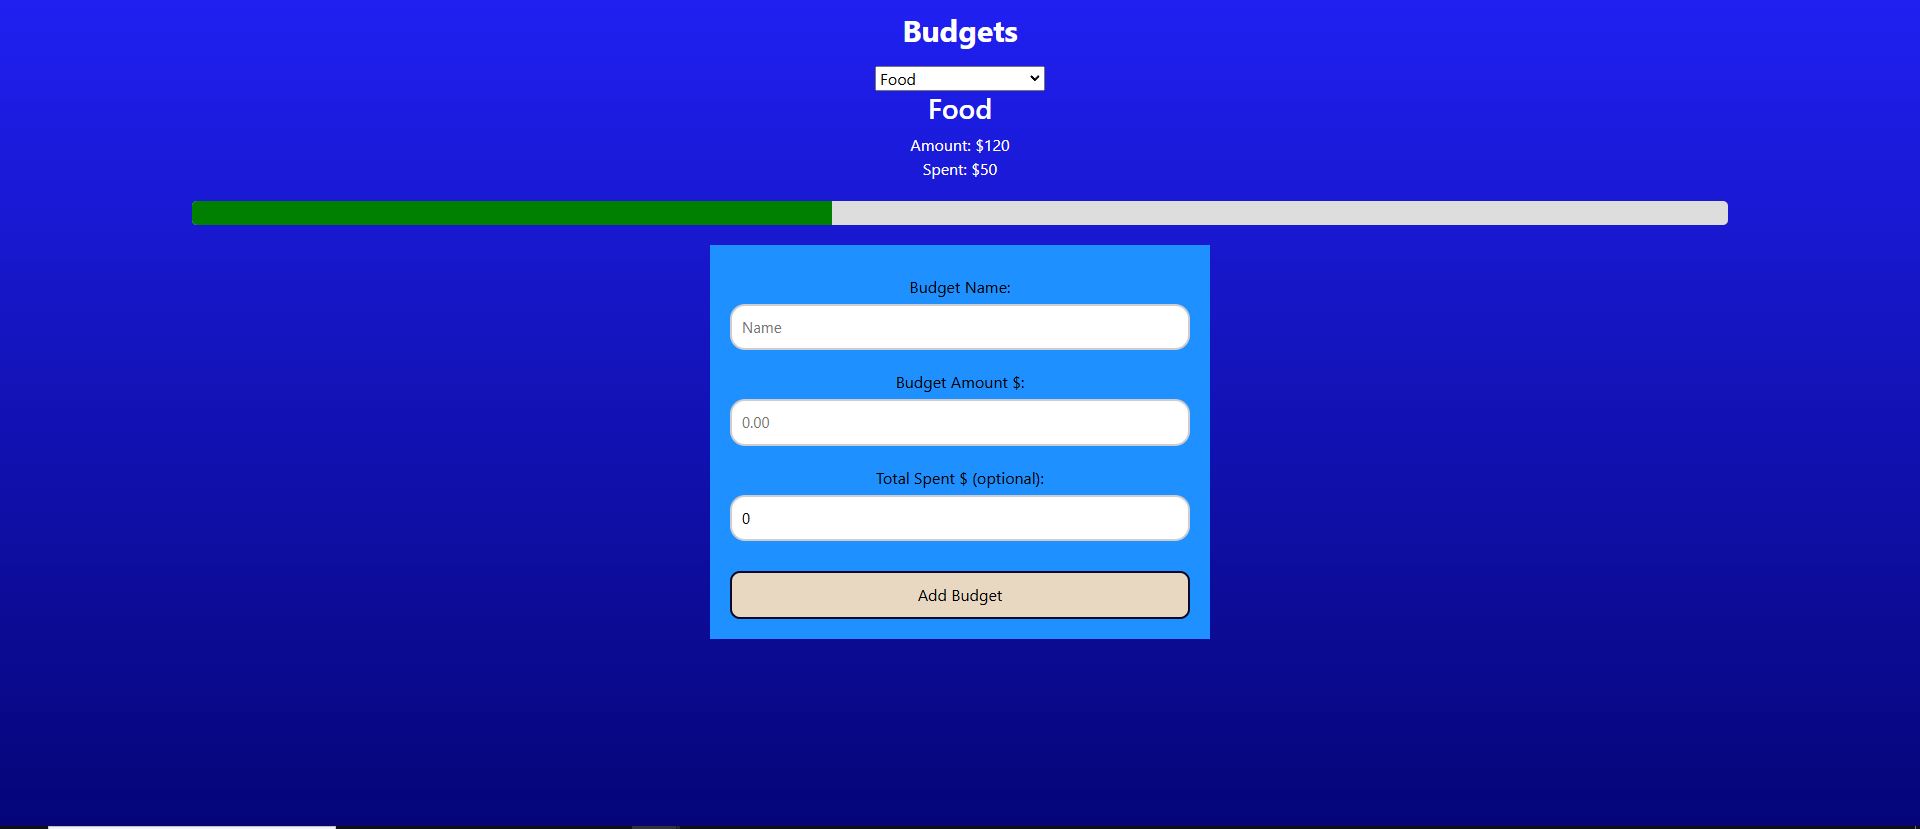 Budgets
Food
Food
Amount: $120
Spent: $50
Budget Name:
Name
Budget Amount $:
0.00
Total Spent $ (optional):
0
Add Budget